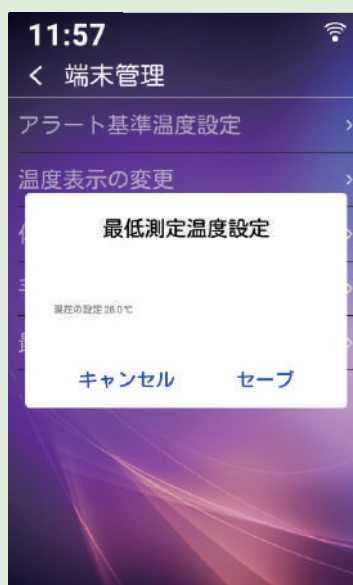 11:57
< 端末管理
アラート基準温度設定 >
温度表示の変更 >
最低測定温度設定
現在の設定 28.0℃
キャンセル セーブ